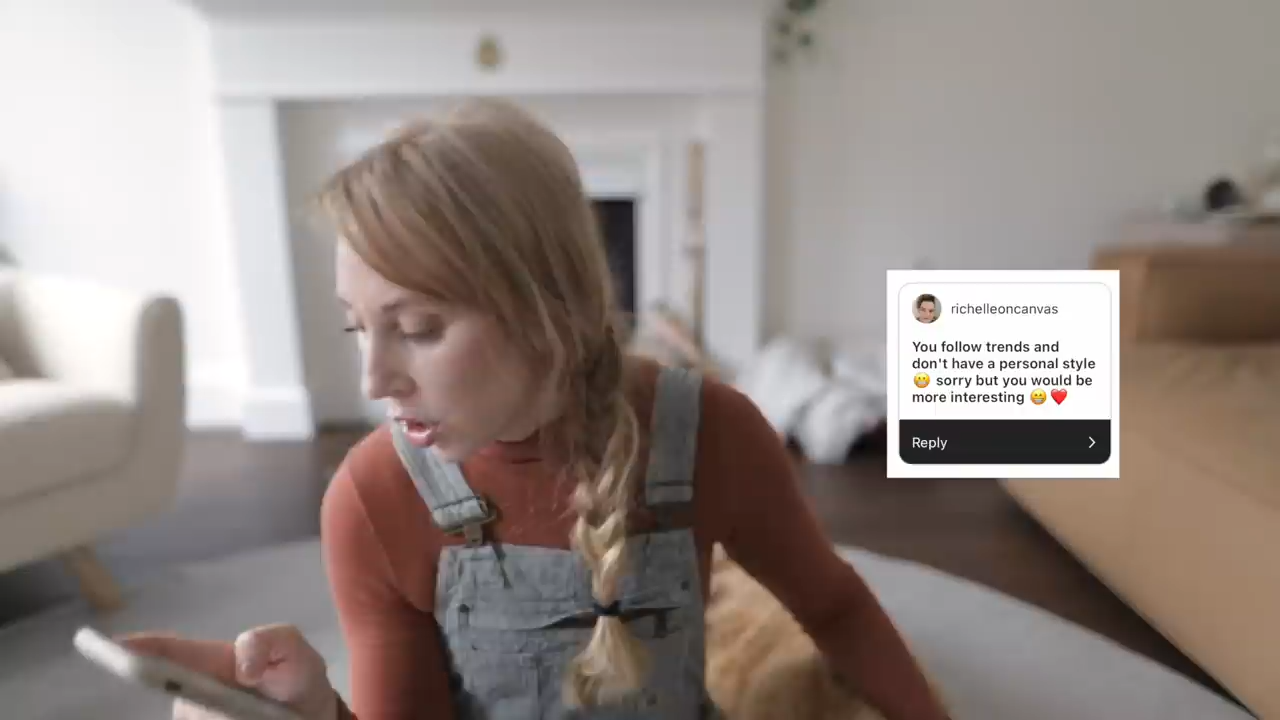 richelleoncanvas
You follow trends and
don't have a personal style
😬 sorry but you would be
more interesting 😁 ❤️
Reply